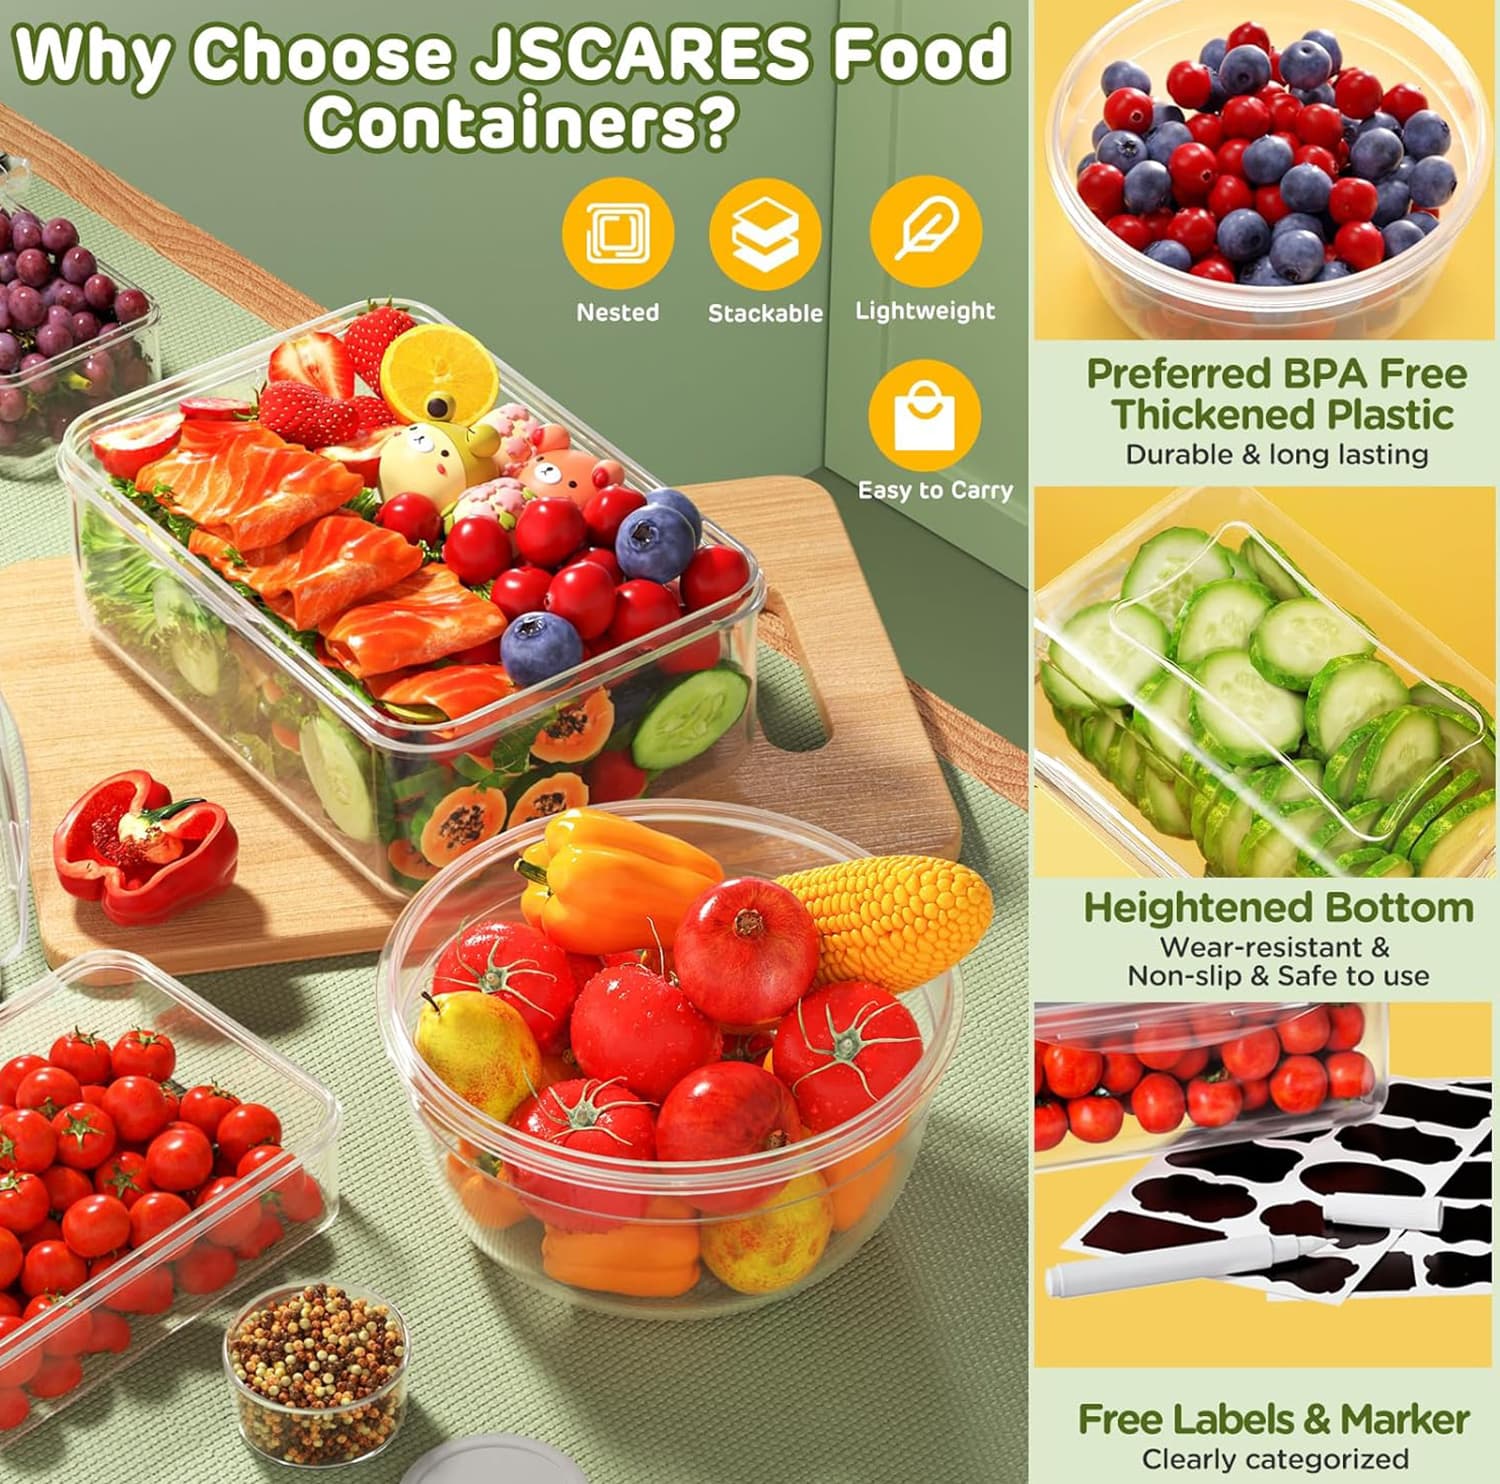 Why Choose JSCARES Food
Containers?
Nested
Stackable
Lightweight
Easy to Carry
Preferred BPA Free
Thickened Plastic
Durable & long lasting
Heightened Bottom
Wear-resistant &
Non-slip & Safe to use
Free Labels & Marker
Clearly categorized